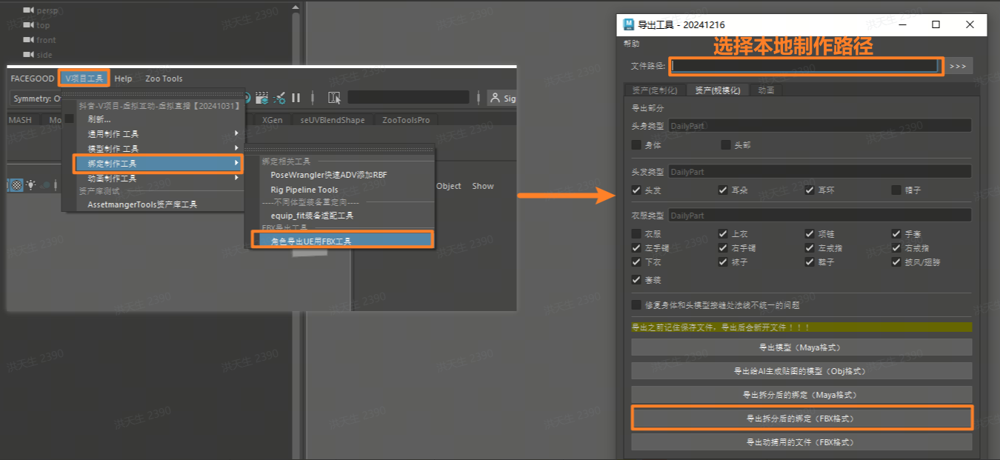 persp
top
front
side
FACEGOOD V项目工具 Help Zoo Tools
Symmetry: O
Sig
MASH Mo
XGen seUVBlendShape ZooToolsPro
抖音-V项目-虚拟互动-虚拟直播【20241031】
刷新...
通用制作 工具
模型制作 工具
绑定制作工具
动画制作工具
资产库测试
AssetmangerTools资产库工具
绑定相关工具
PoseWrangler快速ADV添加RBF
Rig Pipeline Tools
----不同体型装备重定向----
equip_fit装备适配工具
FBX导出工具
角色导出UE用FBX工具
Object Show
导出工具 - 20241216
帮助
选择本地制作路径
文件路径: >>>
资产(定制化) 资产(规模化) 动画
导出部分
头身类型 DailyPart
身体 头部
头发类型 DailyPart
头发 耳朵 耳环 帽子
衣服类型 DailyPart
衣服 上衣 项链 手套
左手镯 右手镯 左戒指 右戒指
下衣 袜子 鞋子 披风/翅膀
套装
修复身体和头模型接缝处法线不统一的问题
导出之前记住保存文件，导出后会新开文件！！！
导出模型（Maya格式）
导出给AI生成贴图的模型（Obj格式）
导出拆分后的绑定（Maya格式）
导出拆分后的绑定（FBX格式）
导出动捕用的文件（FBX格式）
洪天生 2390